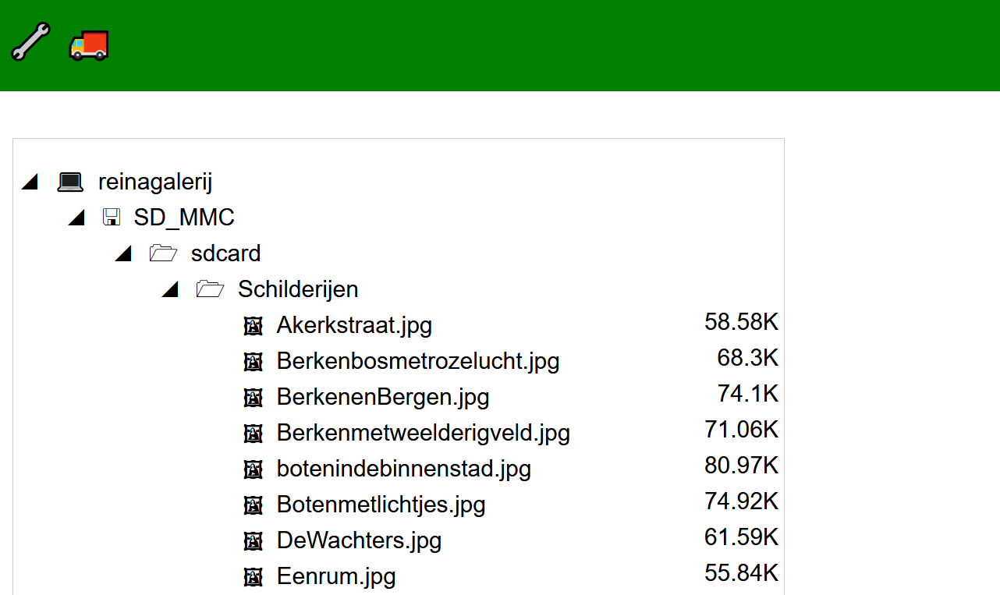 reinagalerij
SD_MMC
sdcard
Schilderijen
Akerkstraat.jpg 58.58K
Berkenbosmetrozelucht.jpg 68.3K
BerkenenBergen.jpg 74.1K
Berkenmetweelderigveld.jpg 71.06K
botenindebinnenstad.jpg 80.97K
Botenmetlichtjes.jpg 74.92K
DeWachters.jpg 61.59K
Eenrum.jpg 55.84K